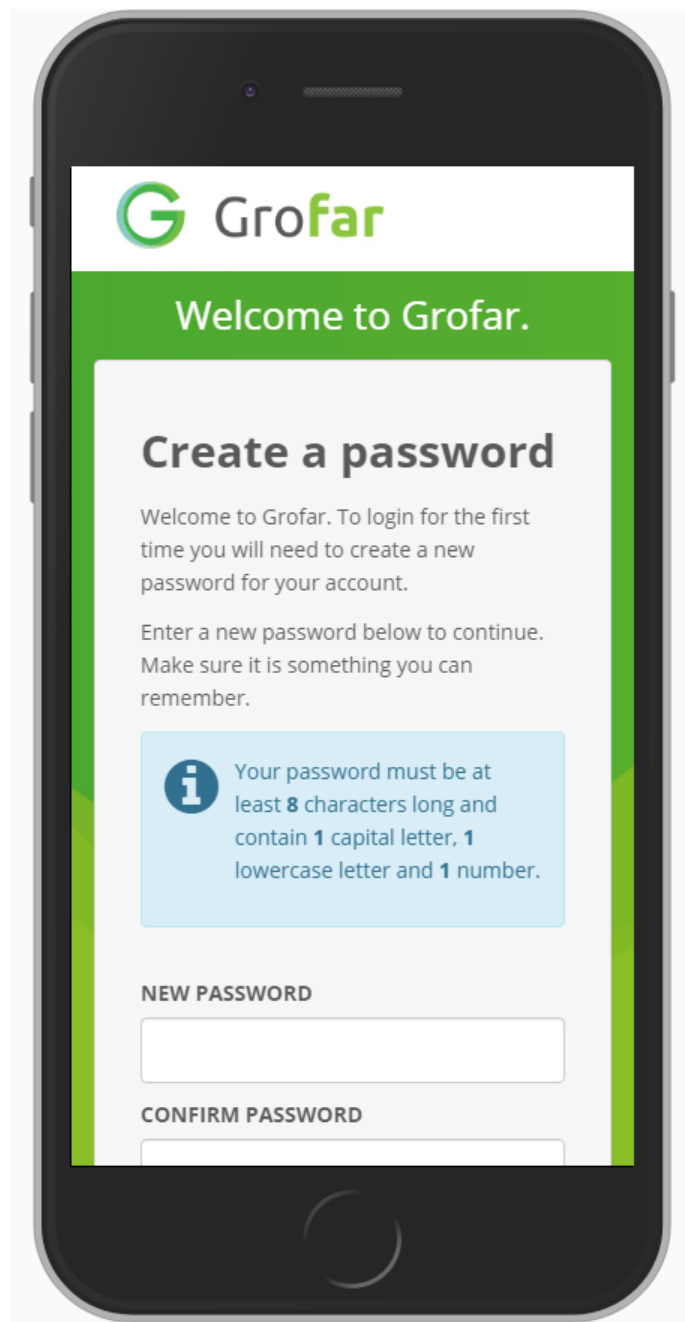 Grofar
Welcome to Grofar.
Create a password
Welcome to Grofar. To login for the first
time you will need to create a new
password for your account.
Enter a new password below to continue.
Make sure it is something you can
remember.
Your password must be at
least 8 characters long and
contain 1 capital letter, 1
lowercase letter and 1 number.
NEW PASSWORD
CONFIRM PASSWORD